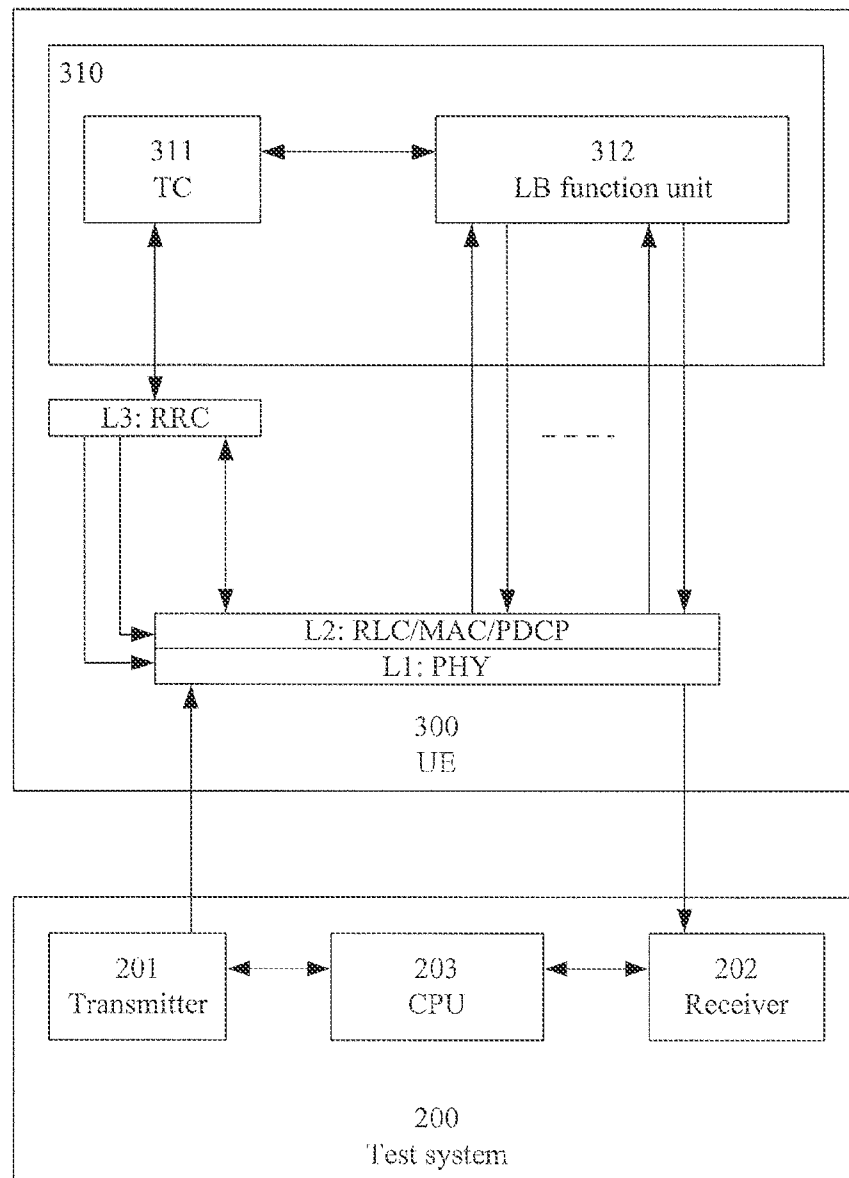 310
311
TC
312
LB function unit
L3: RRC
L2: RLC/MAC/PDCP
L1: PHY
300
UE
201
Transmitter
203
CPU
202
Receiver
200
Test system